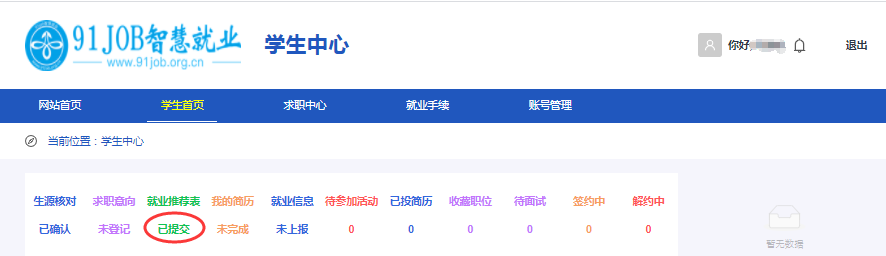 91JOB智慧就业
www.91job.org.cn
学生中心
你好
退出
网站首页 学生首页 求职中心 就业手续 账号管理
当前位置：学生中心
生源核对 求职意向 就业推荐表 我的简历 就业信息 待参加活动 已投简历 收藏职位 待面试 签约中 解约中
已确认 未登记 已提交 未完成 未上报 0 0 0 0 0 0
暂无数据